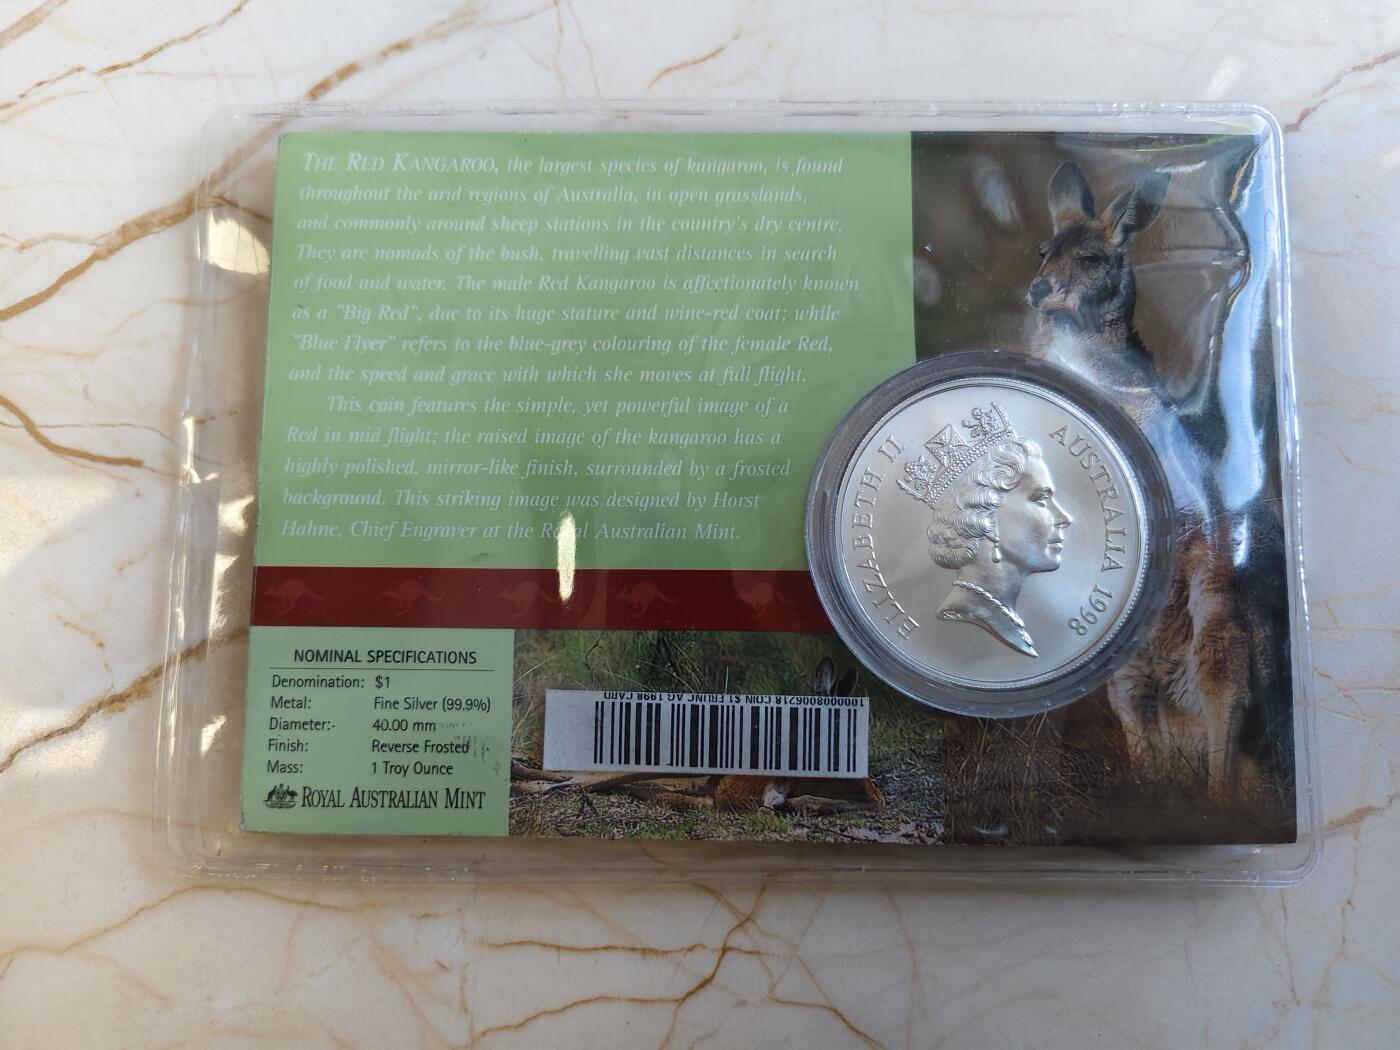 THE RED KANGAROO, the largest species of kangaroo, is found
throughout the arid regions of Australia, in open grasslands,
and commonly around sheep stations in the country's dry centre.
They are nomads of the bush, travelling vast distances in search
of food and water. The male Red Kangaroo is affectionately known
as a "Big Red", due to its huge stature and wine-red coat; while
"Blue Flyer" refers to the blue-grey colouring of the female Red,
and the speed and grace with which she moves at full flight.
This coin features the simple, yet powerful image of a
Red in mid flight; the raised image of the kangaroo has a
highly polished, mirror-like finish, surrounded by a frosted
background. This striking image was designed by Horst
Hahne, Chief Engraver at the Royal Australian Mint.
ELIZABETH II
AUSTRALIA 1998
NOMINAL SPECIFICATIONS
Denomination: $1
Metal: Fine Silver (99.9%)
Diameter: 40.00 mm
Finish: Reverse Frosted
Mass: 1 Troy Ounce
ROYAL AUSTRALIAN MINT
1000008006218 COIN $1 FRUNC AG 1998 CARD